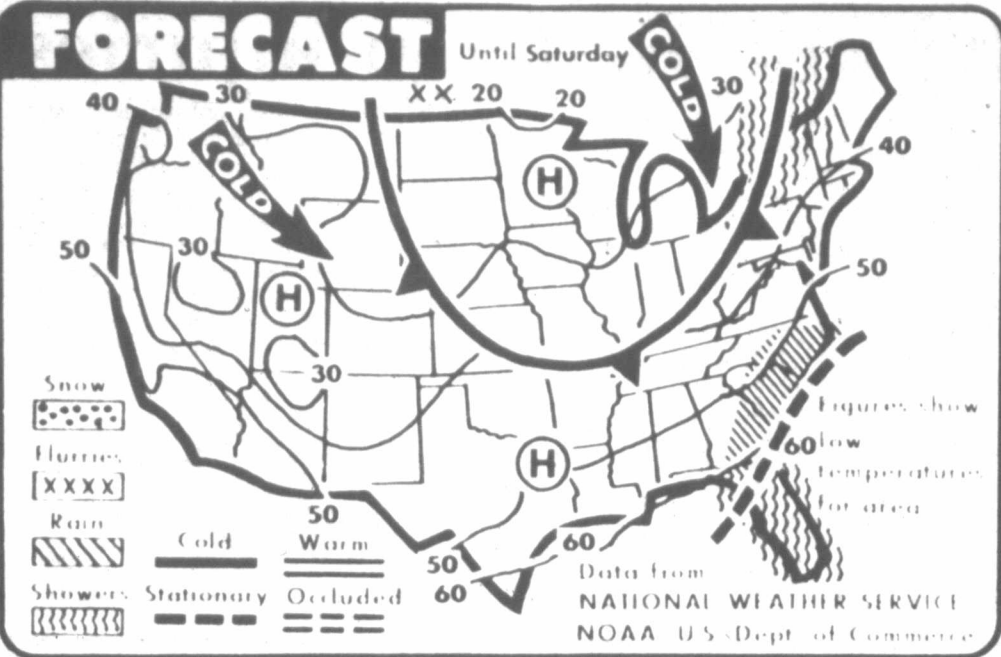 FORECAST
Until Saturday
COLD
30
40
30
XX 20
20
COLD
H
40
50
30
50
H
30
Snow
Figures show
60 low
temperatures
for area
Flurries
XXXX
H
50
Rain
Cold
Warm
50
60
60
Showers
Stationary
Occluded
Data from
NATIONAL WEATHER SERVICE
NOAA U S Dept of Commerce